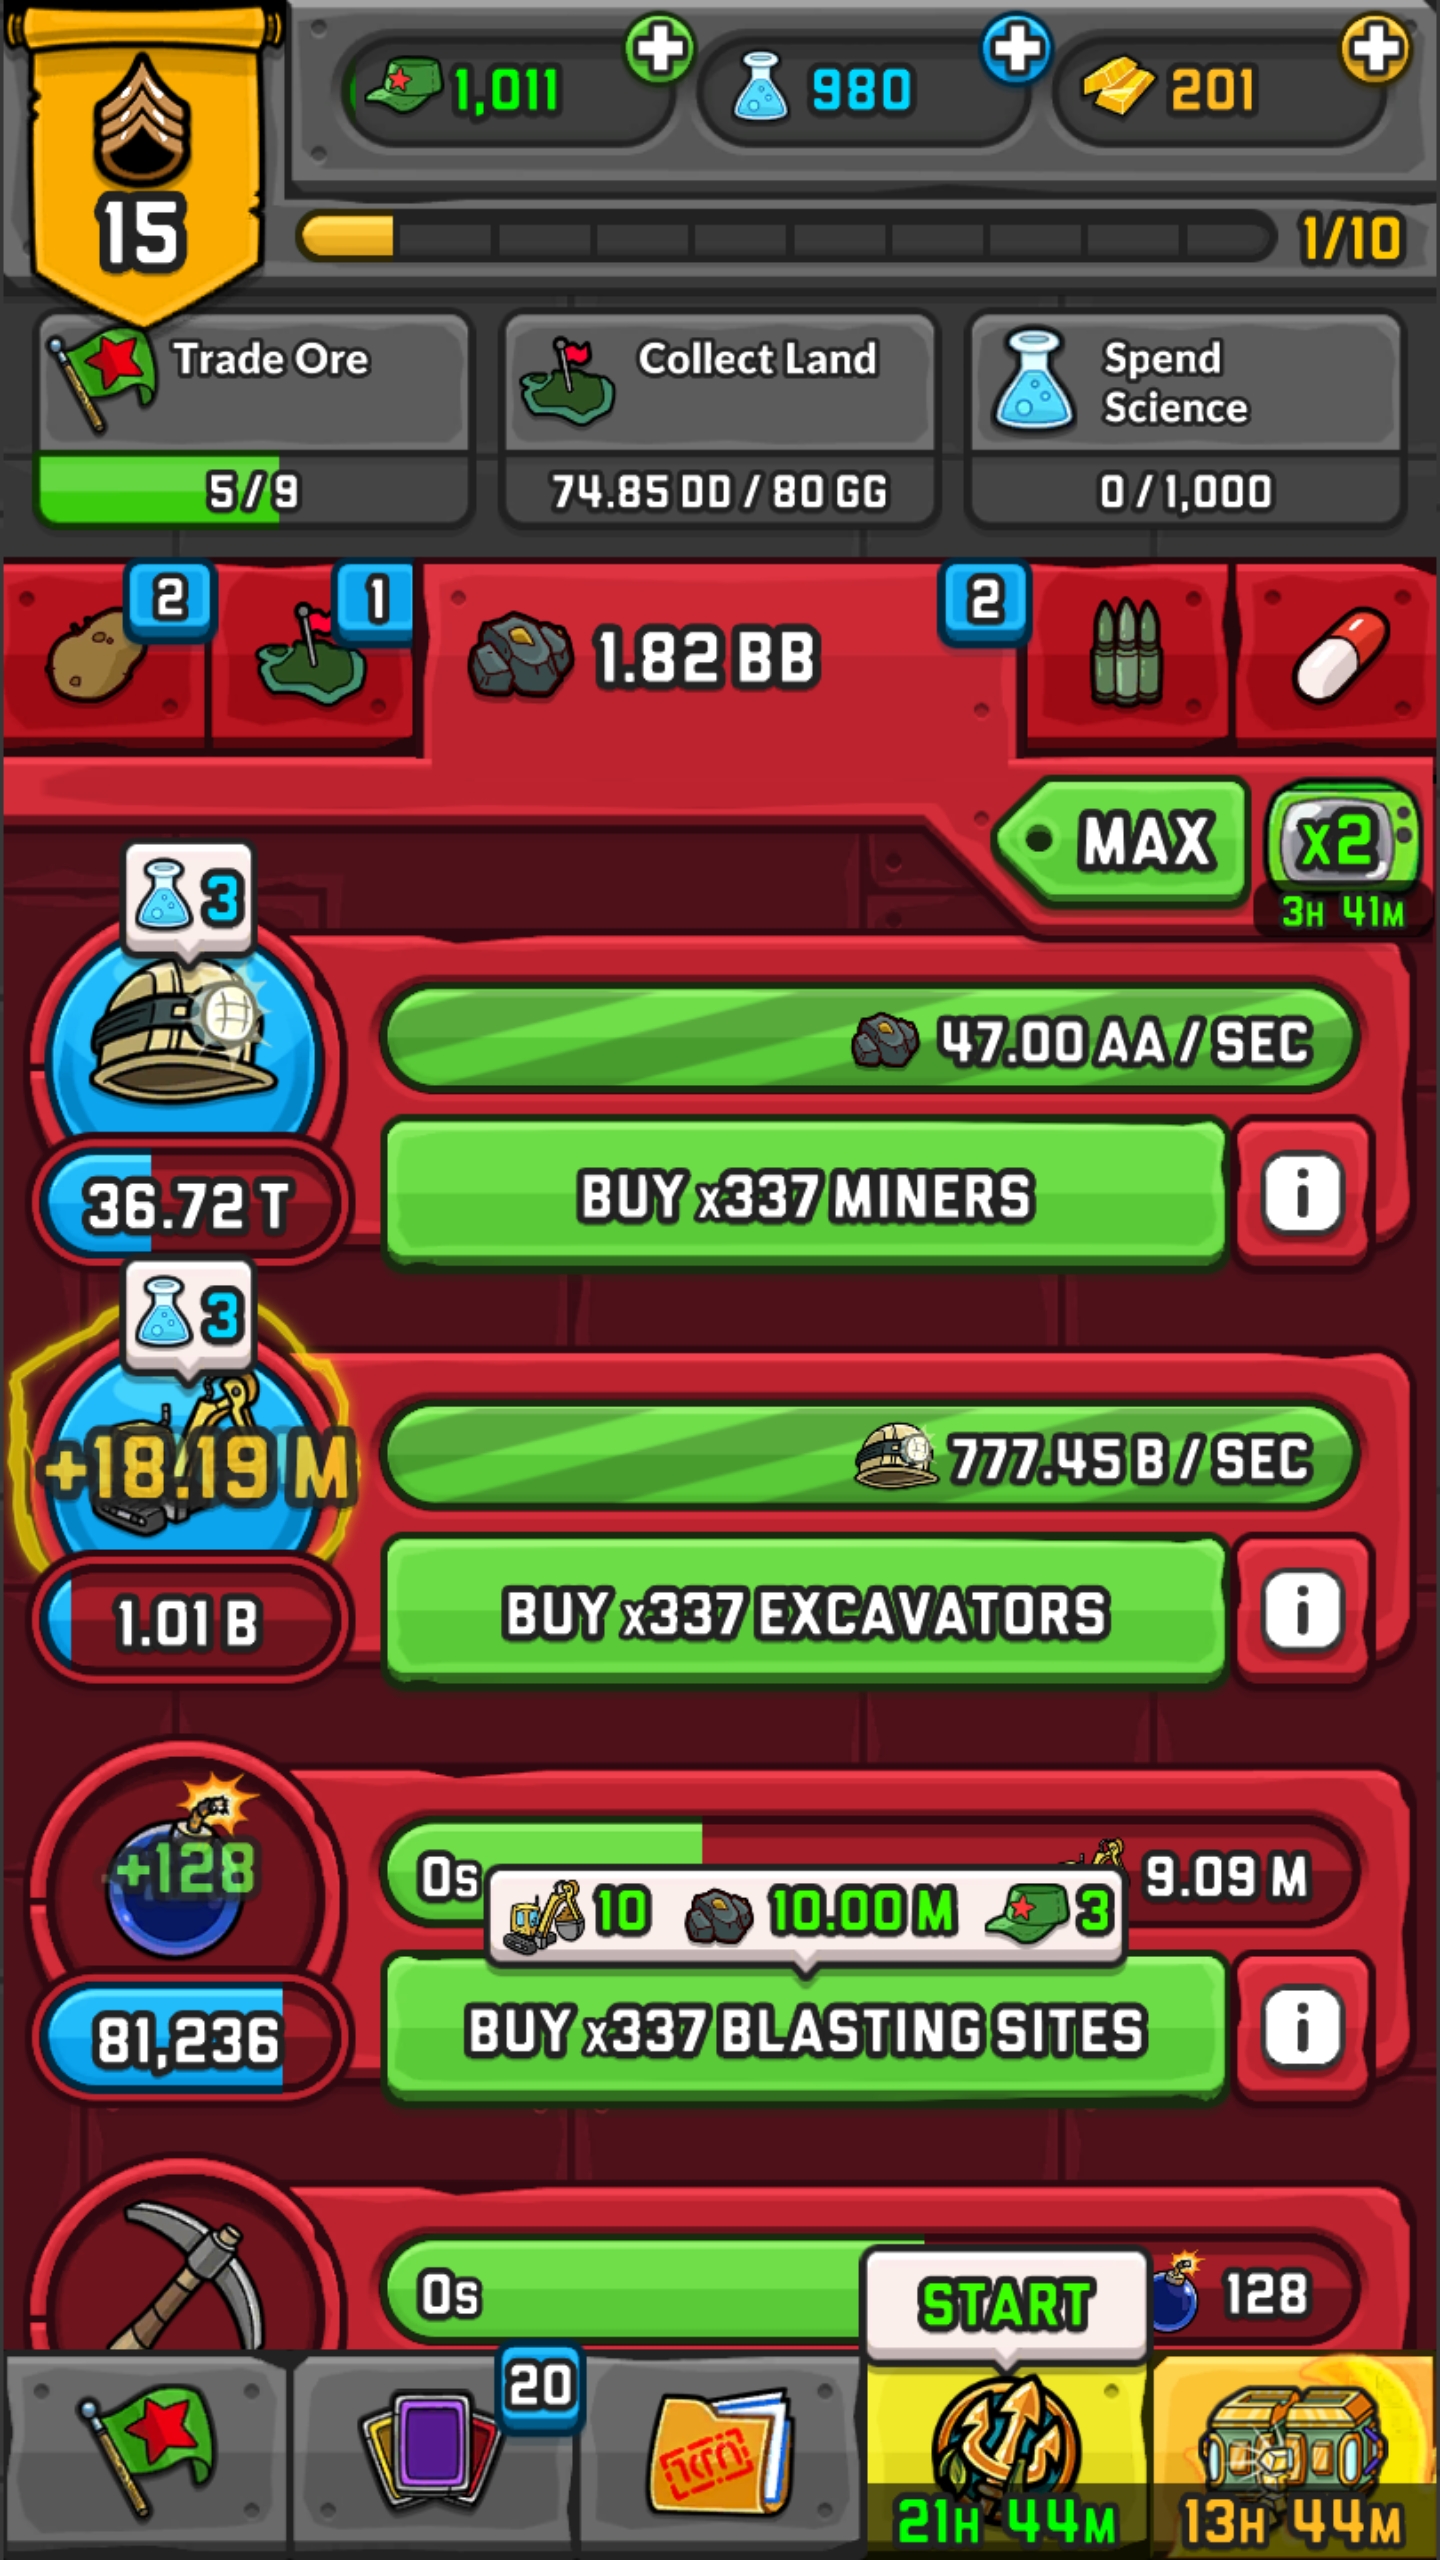 1,011
980
201
15
1/10
Trade Ore
Collect Land
Spend
Science
5/9
74.85 DD / 80 GG
0 / 1,000
2
1
1.82 BB
2
MAX
x2
3H 41M
3
47.00 AA / SEC
36.72 T
BUY x337 MINERS
3
+18.19 M
777.45 B / SEC
1.01 B
BUY x337 EXCAVATORS
+128
0s
9.09 M
10
10.00 M
3
81,236
BUY x337 BLASTING SITES
0s
128
START
20
21H 44M
13H 44M